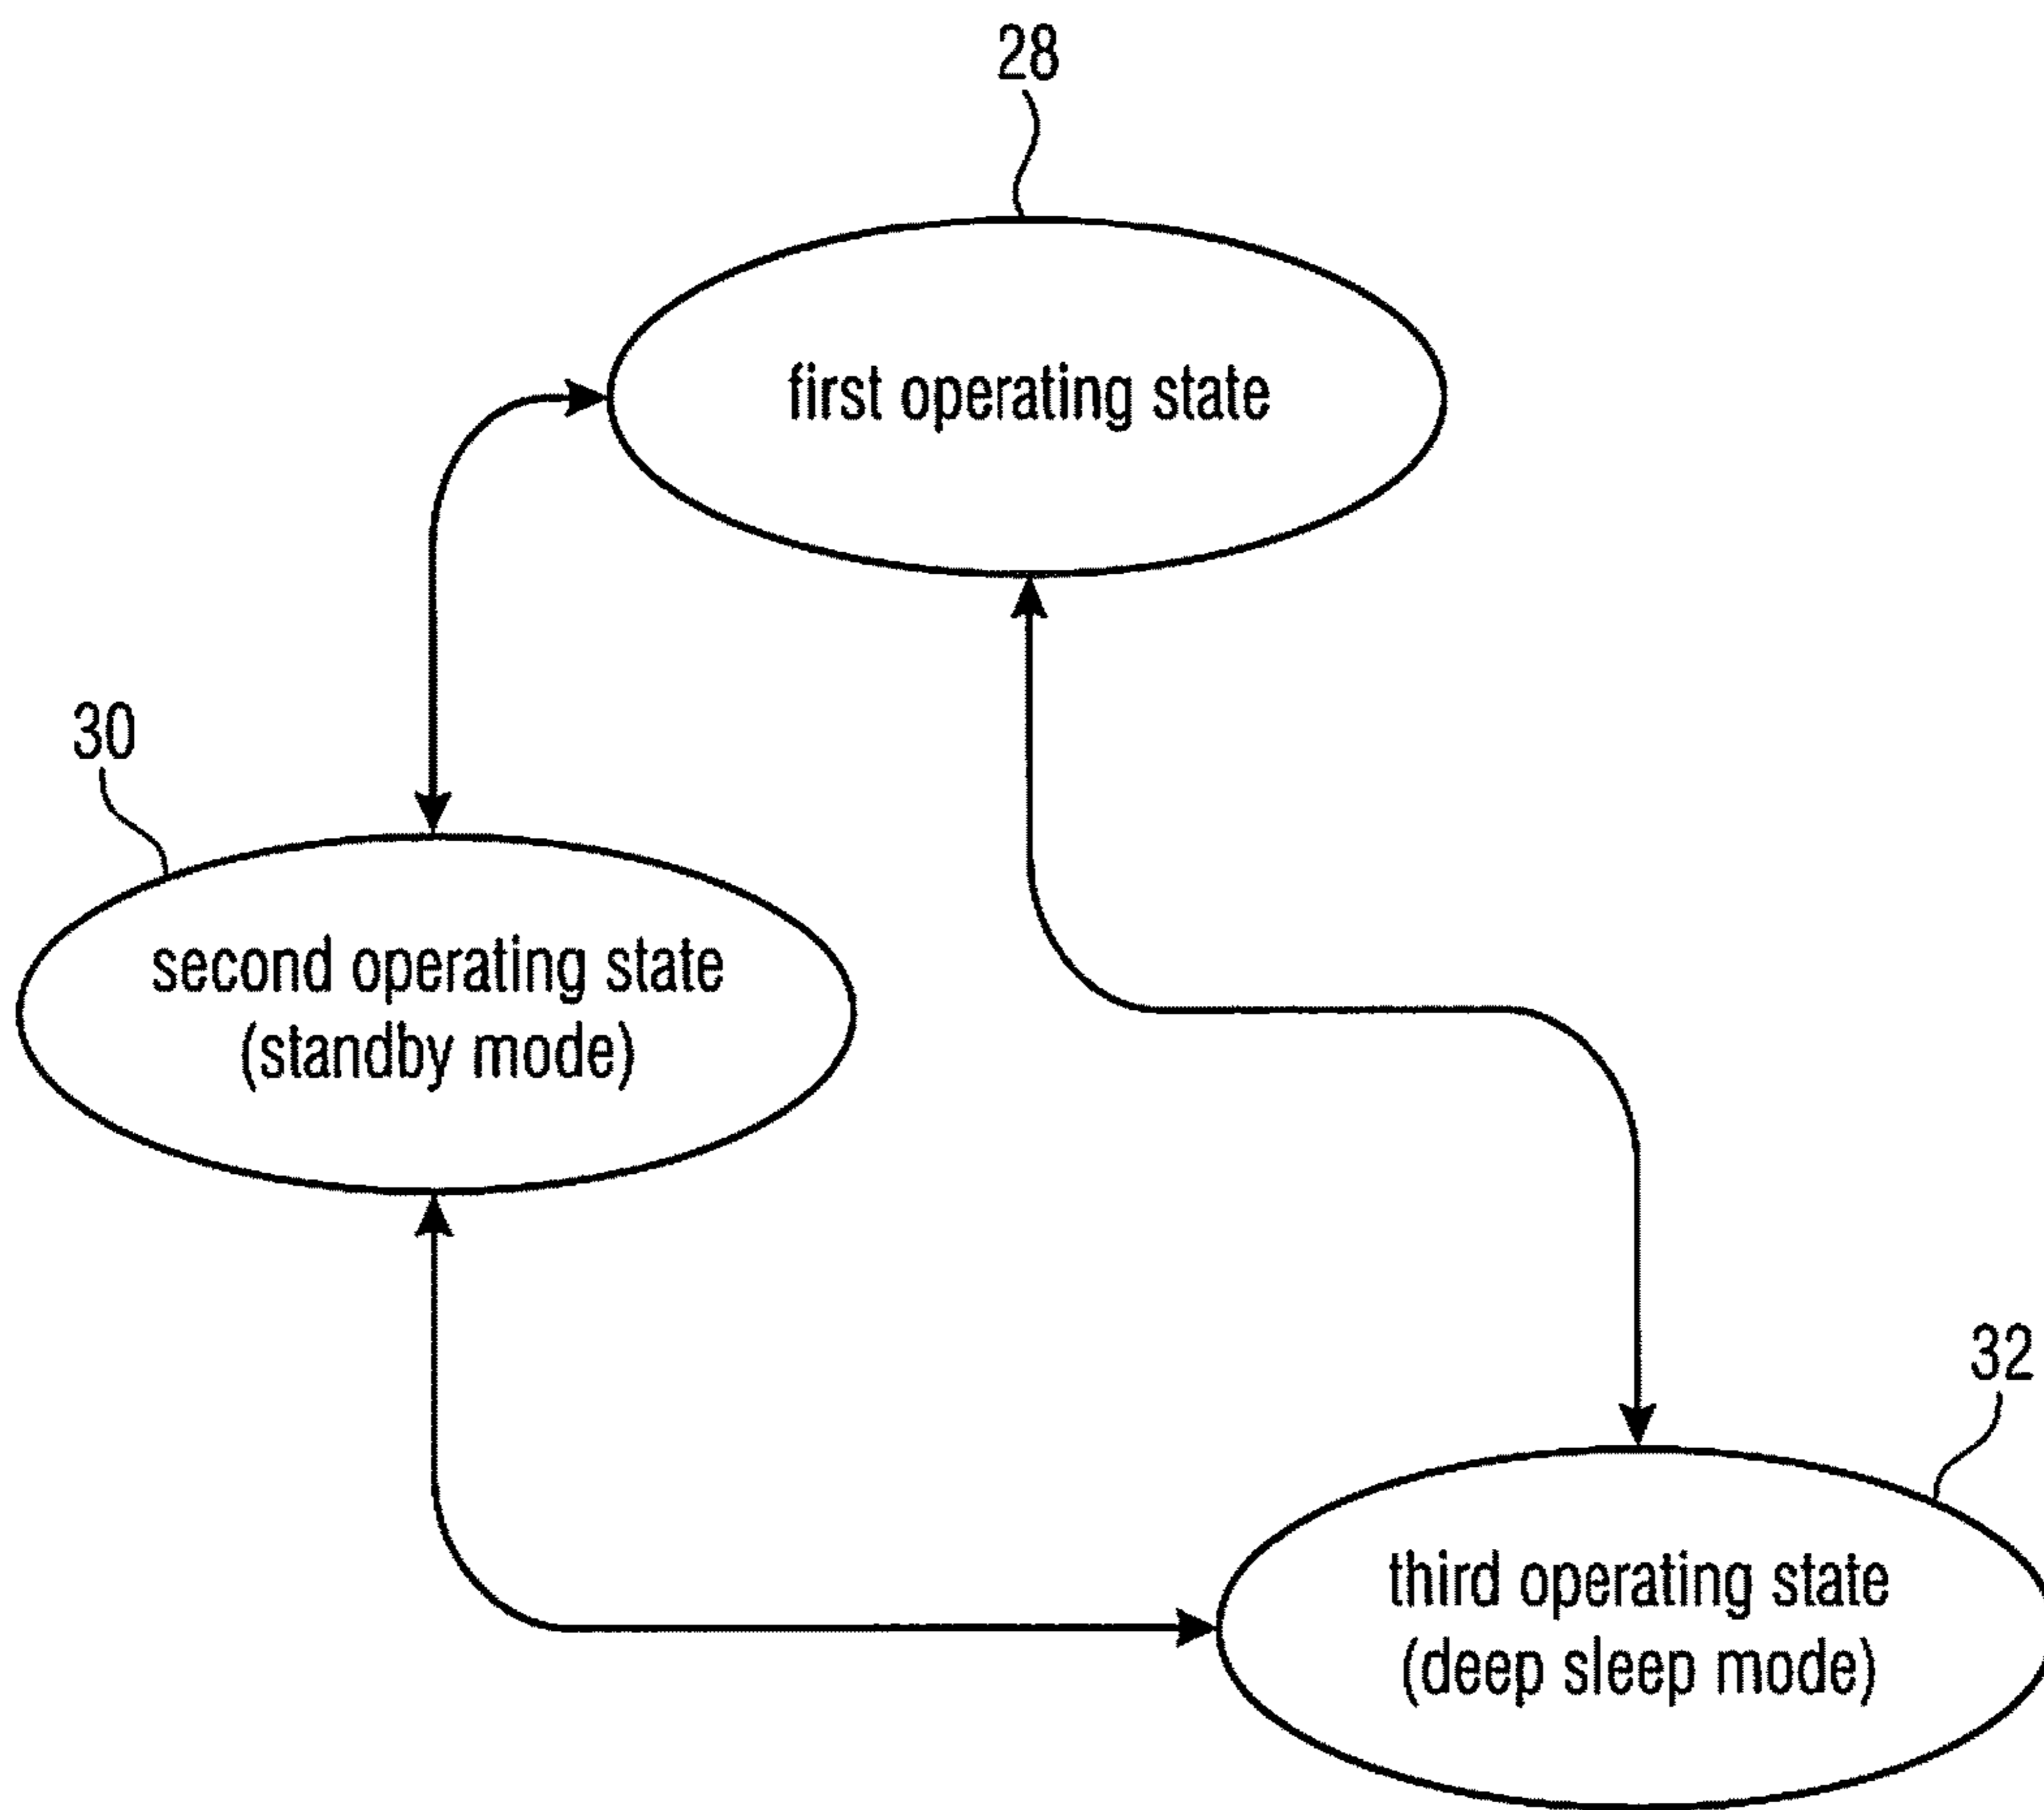 28
first operating state
30
second operating state
(standby mode)
32
third operating state
(deep sleep mode)